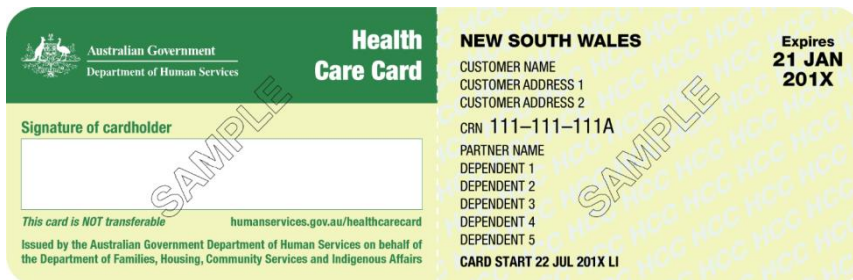 Australian Government
Department of Human Services
Health
Care Card
Signature of cardholder
SAMPLE
This card is NOT transferable
humanservices.gov.au/healthcarecard
Issued by the Australian Government Department of Human Services on behalf of
the Department of Families, Housing, Community Services and Indigenous Affairs
NEW SOUTH WALES
CUSTOMER NAME
CUSTOMER ADDRESS 1
CUSTOMER ADDRESS 2
CRN 111–111–111A
PARTNER NAME
DEPENDENT 1
DEPENDENT 2
DEPENDENT 3
DEPENDENT 4
DEPENDENT 5
CARD START 22 JUL 201X LI
Expires
21 JAN
201X
SAMPLE
HCC HCC HCC